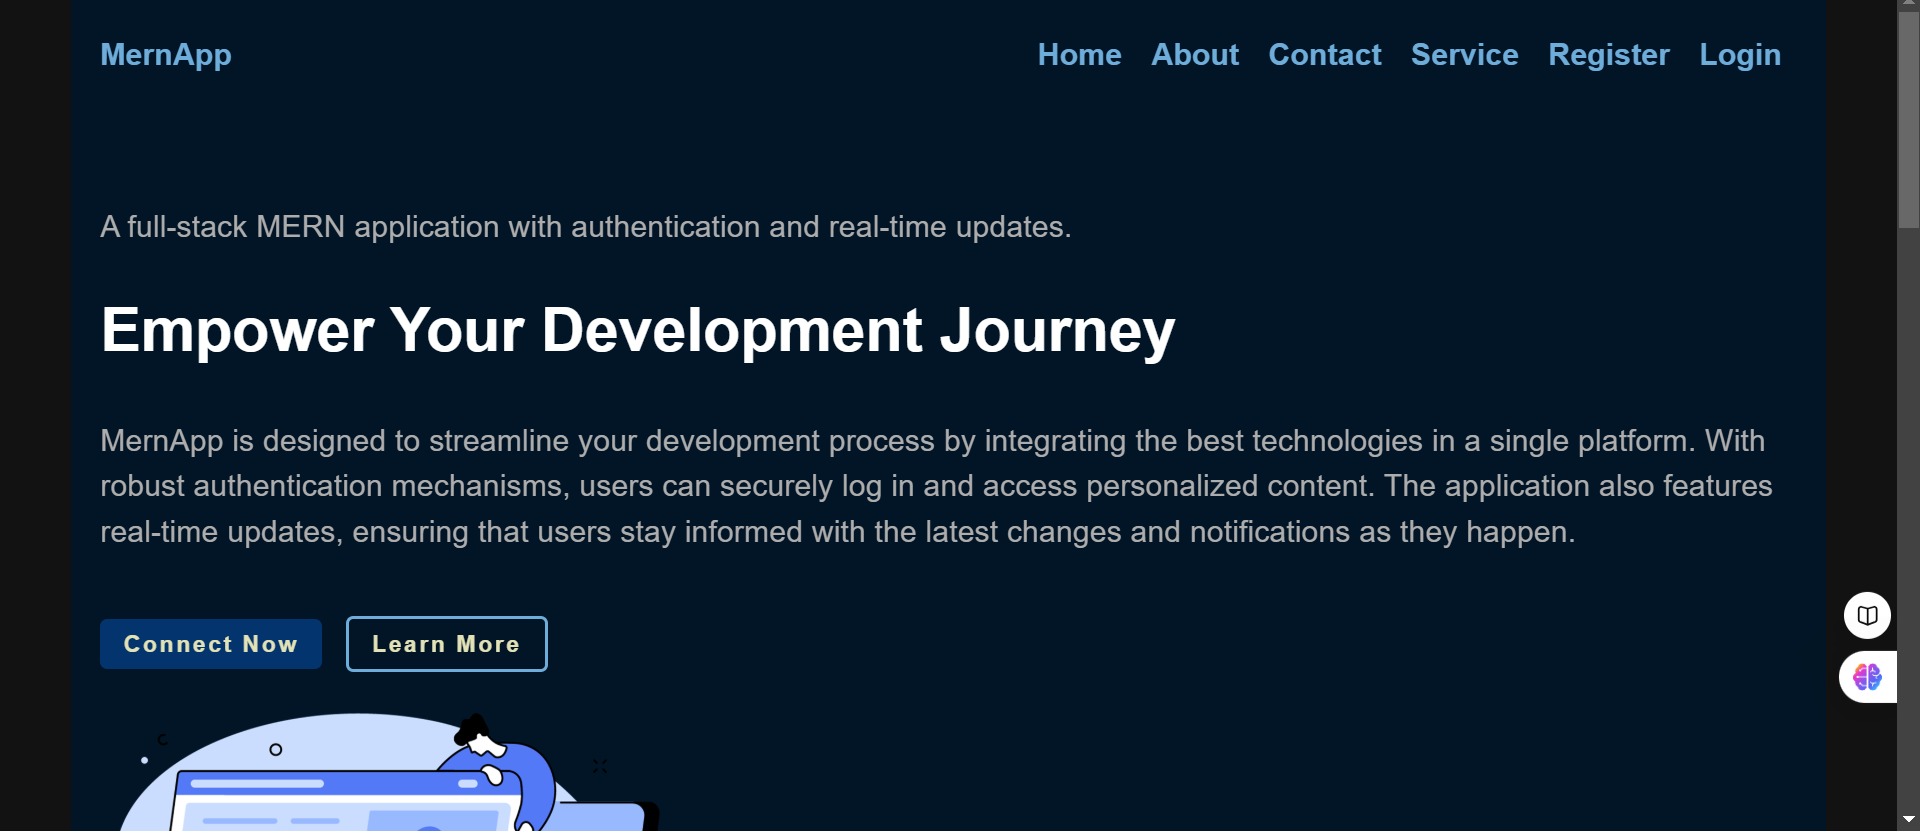 MernApp
Home About Contact Service Register Login
A full-stack MERN application with authentication and real-time updates.
Empower Your Development Journey
MernApp is designed to streamline your development process by integrating the best technologies in a single platform. With
robust authentication mechanisms, users can securely log in and access personalized content. The application also features
real-time updates, ensuring that users stay informed with the latest changes and notifications as they happen.
Connect Now
Learn More